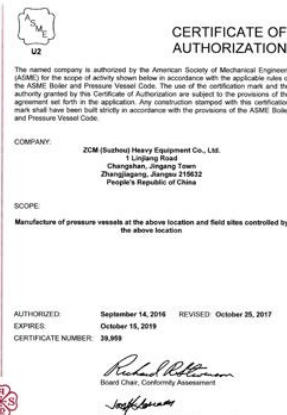 ASME
U2
CERTIFICATE OF
AUTHORIZATION
The named company is authorized by the American Society of Mechanical Engineers
(ASME) for the scope of activity shown below in accordance with the applicable rules of
the ASME Boiler and Pressure Vessel Code. The use of the certification mark and the
authority granted by this Certificate of Authorization are subject to the provisions of the
agreement set forth in the application. Any construction stamped with this certification
mark shall have been built strictly in accordance with the provisions of the ASME Boiler
and Pressure Vessel Code.
COMPANY:
ZCM (Suzhou) Heavy Equipment Co., Ltd.
1 Linjiang Road
Changshan, Jingang Town
Zhangjiagang, Jiangsu 215632
People's Republic of China
SCOPE:
Manufacture of pressure vessels at the above location and field sites controlled by
the above location
AUTHORIZED: September 14, 2016 REVISED: October 25, 2017
EXPIRES: October 15, 2019
CERTIFICATE NUMBER: 39,959
Board Chair, Conformity Assessment